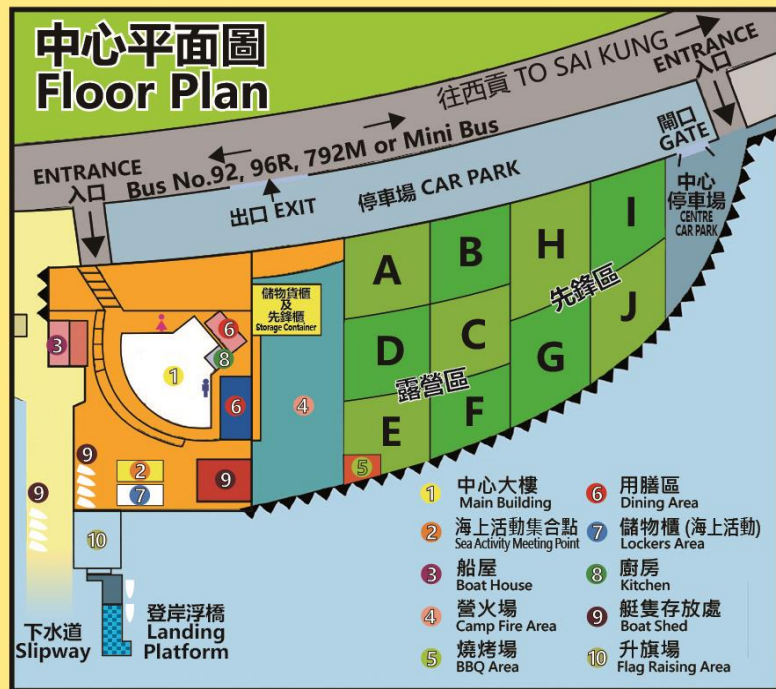 中心平面圖
Floor Plan
往西貢 TO SAI KUNG
ENTRANCE
入口
Bus No.92, 96R, 792M or Mini Bus
ENTRANCE
入口
出口 EXIT
停車場 CAR PARK
閘口
GATE
中心
停車場
CENTRE
CAR PARK
儲物貨櫃
及
先鋒櫃
Storage Container
A
B
H
I
D
C
G
J
E
F
先鋒區
露營區
3
1
6
8
6
4
9
9
2
7
9
5
10
下水道
Slipway
登岸浮橋
Landing
Platform
1 中心大樓
Main Building
2 海上活動集合點
Sea Activity Meeting Point
3 船屋
Boat House
4 營火場
Camp Fire Area
5 燒烤場
BBQ Area
6 用膳區
Dining Area
7 儲物櫃 (海上活動)
Lockers Area
8 廚房
Kitchen
9 艇隻存放處
Boat Shed
10 升旗場
Flag Raising Area